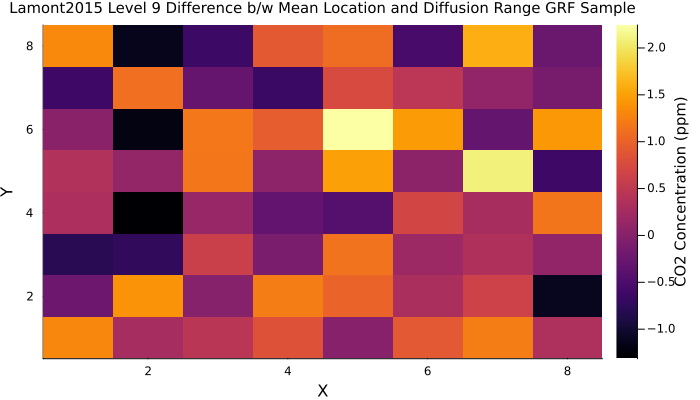 Lamont2015 Level 9 Difference b/w Mean Location and Diffusion Range GRF Sample
8
6
4
2
Y
2 4 6 8
X
2.0
1.5
1.0
0.5
0
−0.5
−1.0
CO2 Concentration (ppm)